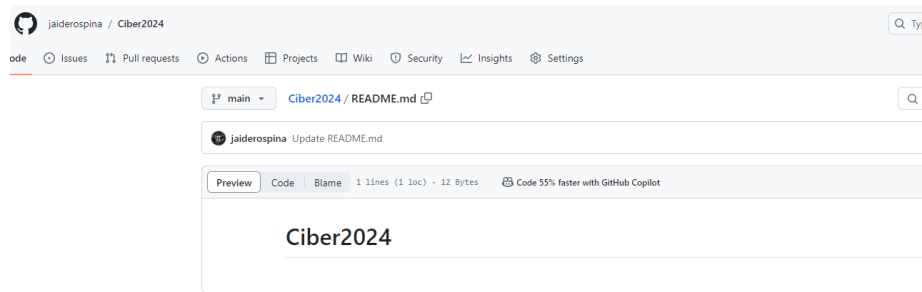 jaiderospina / Ciber2024
Ty
ode Issues Pull requests Actions Projects Wiki Security Insights Settings
main Ciber2024 / README.md
jaiderospina Update README.md
Preview Code Blame 1 lines (1 loc) · 12 Bytes Code 55% faster with GitHub Copilot
Ciber2024